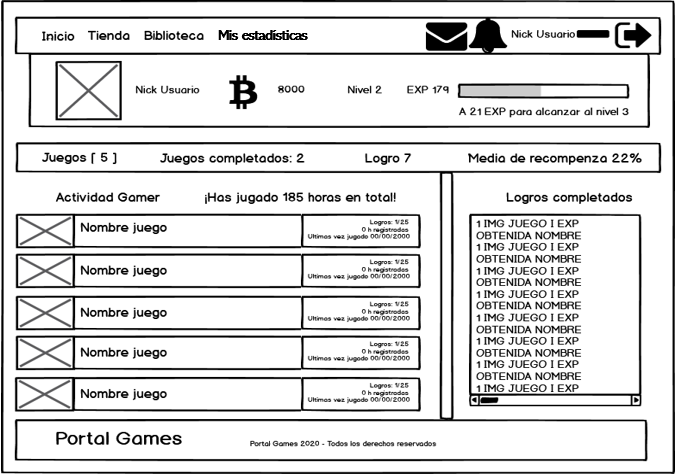 Inicio Tienda Biblioteca Mis estadísticas Nick Usuario
Nick Usuario 8000 Nivel 2 EXP 179
A 21 EXP para alcanzar al nivel 3
Juegos [ 5 ] Juegos completados: 2 Logro 7 Media de recompenza 22%
Actividad Gamer ¡Has jugado 185 horas en total! Logros completados
Nombre juego
Logros: 1/25
0 h registradas
Ultimas vez jugado 00/00/2000
Nombre juego
Logros: 1/25
0 h registradas
Ultimas vez jugado 00/00/2000
Nombre juego
Logros: 1/25
0 h registradas
Ultimas vez jugado 00/00/2000
Nombre juego
Logros: 1/25
0 h registradas
Ultimas vez jugado 00/00/2000
Nombre juego
Logros: 1/25
0 h registradas
Ultimas vez jugado 00/00/2000
1 IMG JUEGO I EXP
OBTENIDA NOMBRE
1 IMG JUEGO I EXP
OBTENIDA NOMBRE
1 IMG JUEGO I EXP
OBTENIDA NOMBRE
1 IMG JUEGO I EXP
OBTENIDA NOMBRE
1 IMG JUEGO I EXP
OBTENIDA NOMBRE
1 IMG JUEGO I EXP
OBTENIDA NOMBRE
1 IMG JUEGO I EXP
OBTENIDA NOMBRE
1 IMG JUEGO I EXP
Portal Games Portal Games 2020 - Todos los derechos reservados